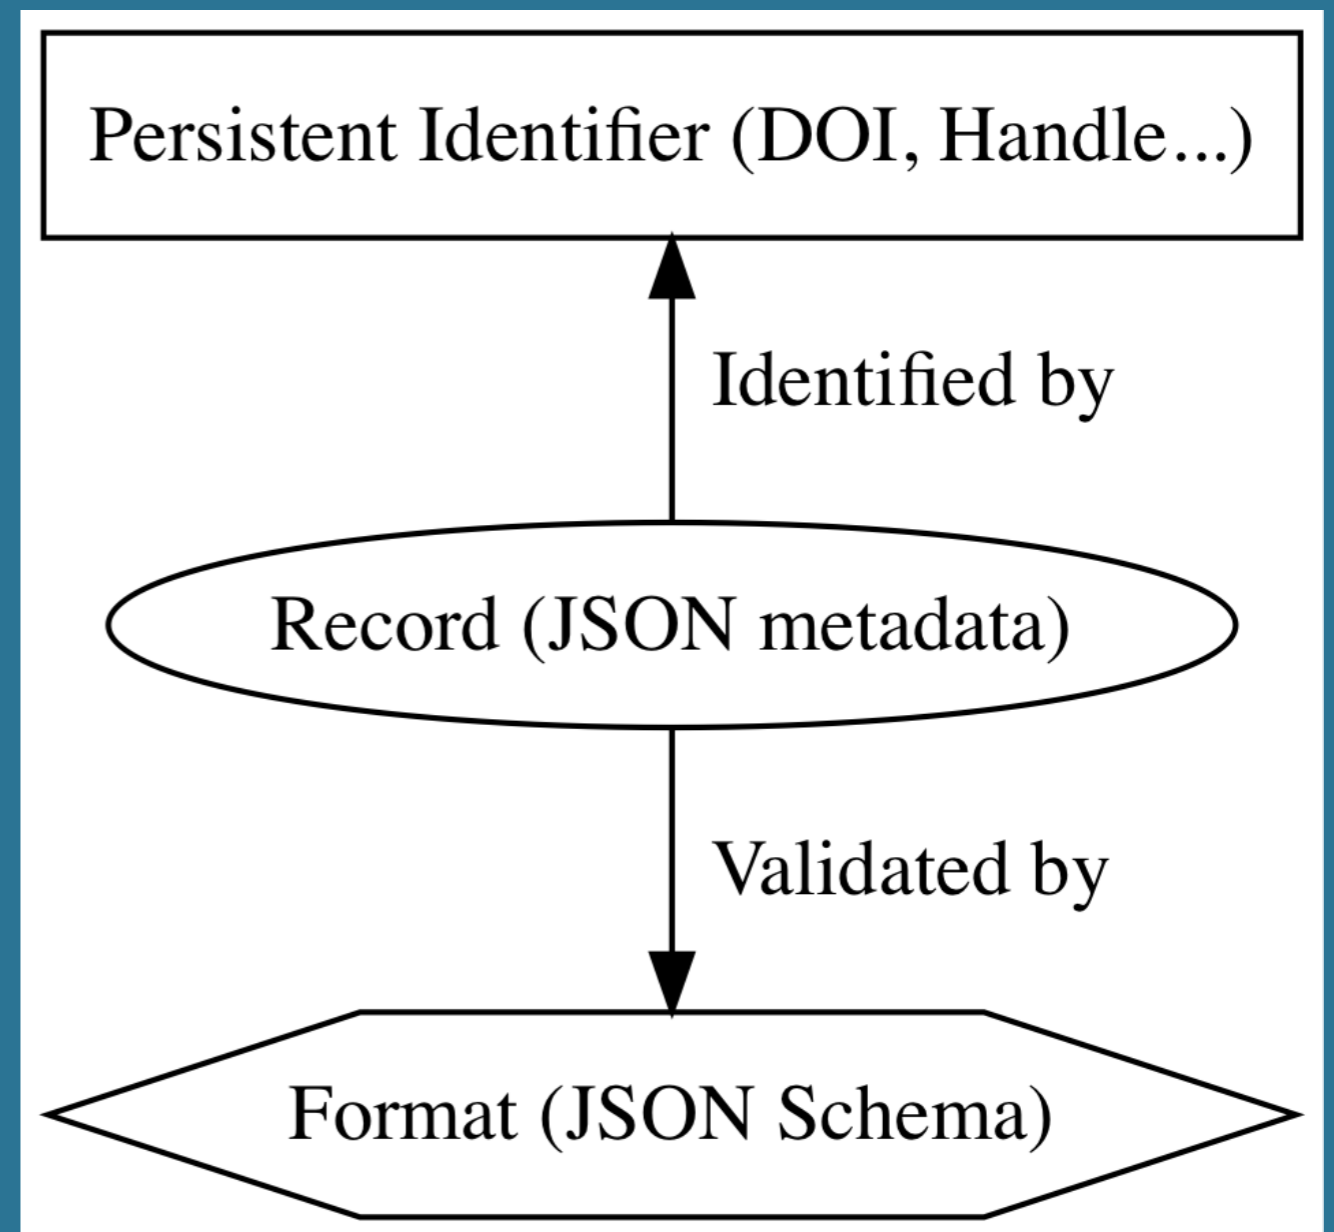 Persistent Identifier (DOI, Handle...)
Identified by
Record (JSON metadata)
Validated by
Format (JSON Schema)